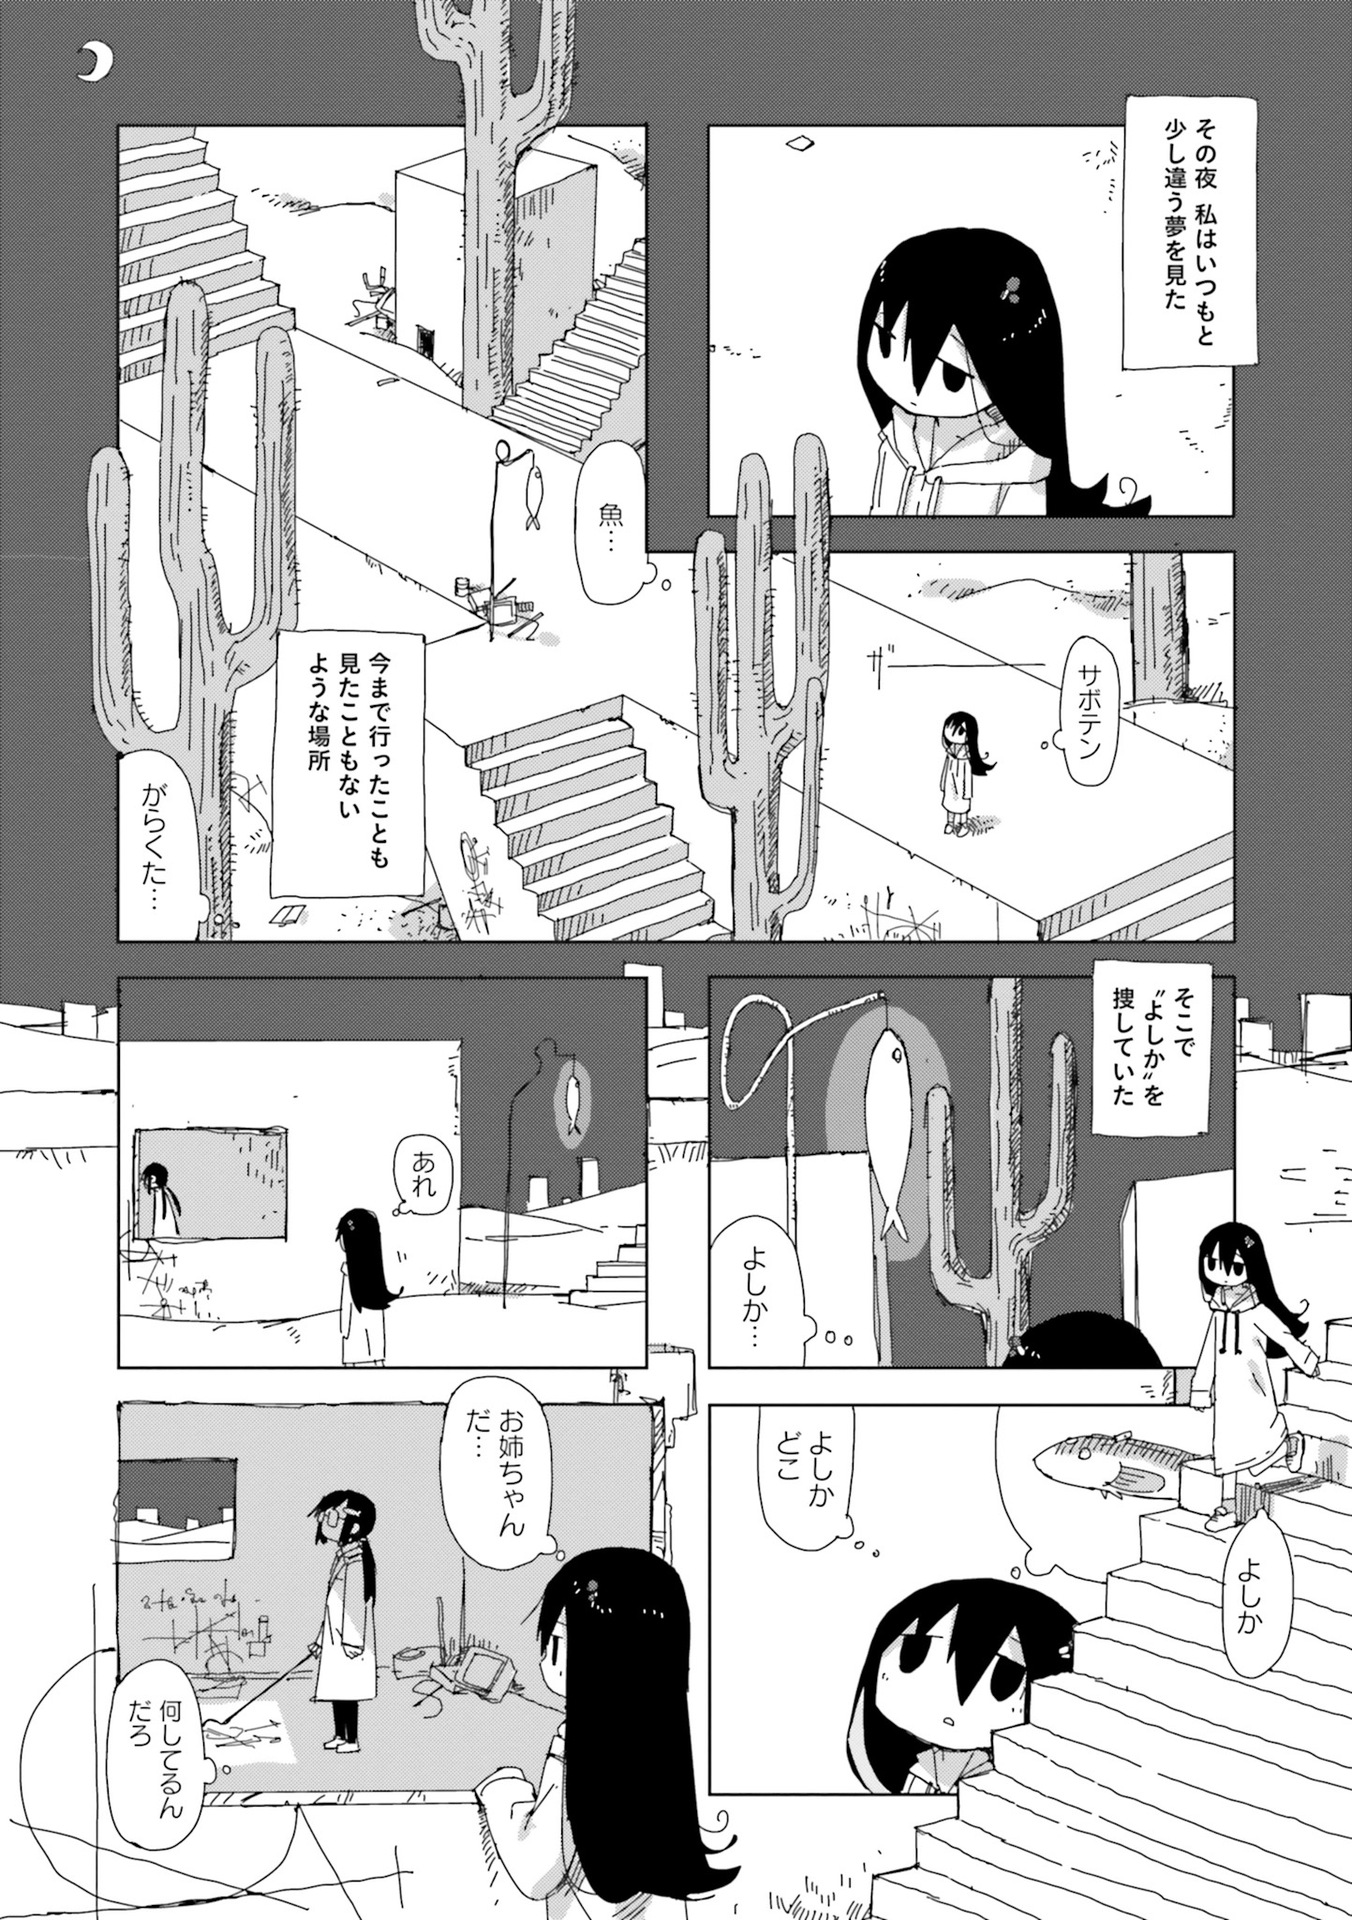 その夜 私はいつもと
少し違う夢を見た
サボテン
ザ――
魚…
今まで行ったことも
見たこともない
ような場所
がらくた…
そこで
〝よしか〟を
捜していた
よしか…
あれ
よしか
よしか
どこ
お姉ちゃん
だ…
何してるん
だろ